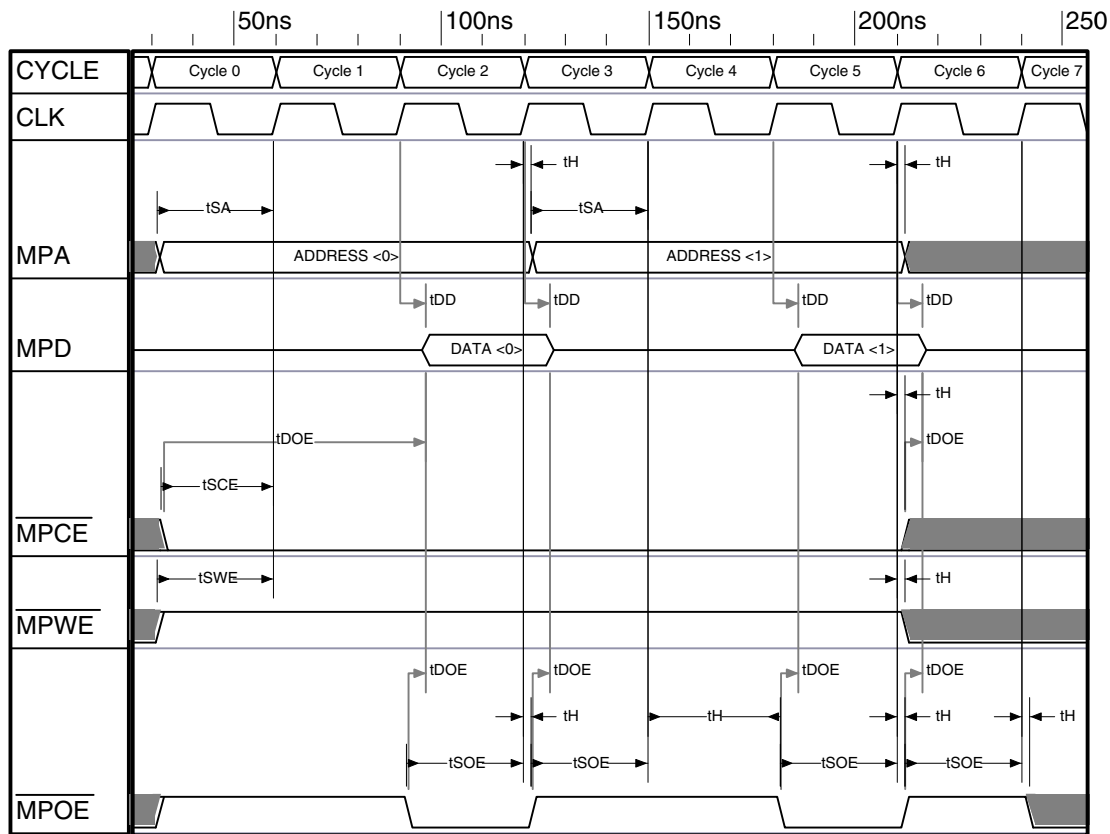 50ns 100ns 150ns 200ns 250
CYCLE Cycle 0 Cycle 1 Cycle 2 Cycle 3 Cycle 4 Cycle 5 Cycle 6 Cycle 7
CLK
tH tH
tSA tSA
MPA ADDRESS <0> ADDRESS <1>
tDD tDD tDD tDD
MPD DATA <0> DATA <1>
tH
tDOE tDOE
tSCE
MPCE
tSWE tH
MPWE
tDOE tDOE tDOE tDOE
tH tH tH tH
tSOE tSOE tSOE tSOE
MPOE